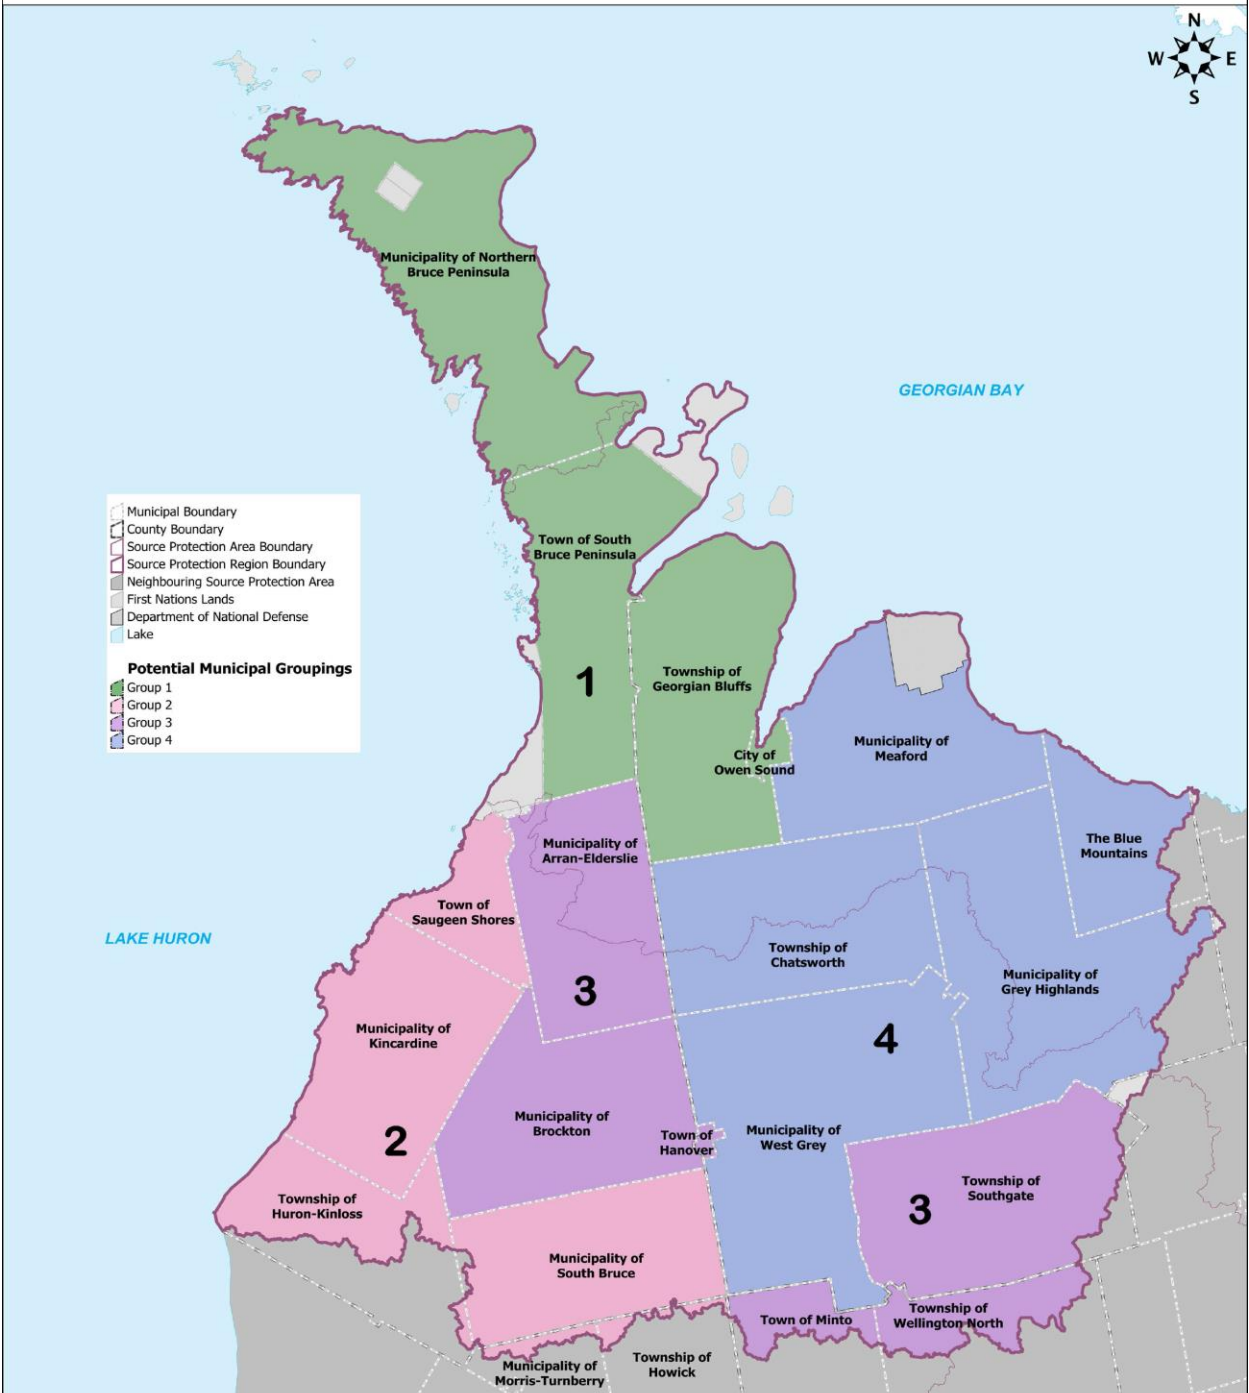 N
W E
S
Municipality of Northern
Bruce Peninsula
GEORGIAN BAY
Municipal Boundary
County Boundary
Source Protection Area Boundary
Source Protection Region Boundary
Neighbouring Source Protection Area
First Nations Lands
Department of National Defense
Lake
Potential Municipal Groupings
Group 1
Group 2
Group 3
Group 4
Town of South
Bruce Peninsula
1
Township of
Georgian Bluffs
City of
Owen Sound
Municipality of
Meaford
The Blue
Mountains
Municipality of
Arran-Elderslie
Town of
Saugeen Shores
LAKE HURON
Township of
Chatsworth
Municipality of
Grey Highlands
3
Municipality of
Kincardine
4
Municipality of
Brockton
Town of
Hanover
Municipality of
West Grey
2
Township of
Huron-Kinloss
Township of
Southgate
3
Municipality of
South Bruce
Town of Minto
Township of
Wellington North
Municipality of
Morris-Turnberry
Township of
Howick